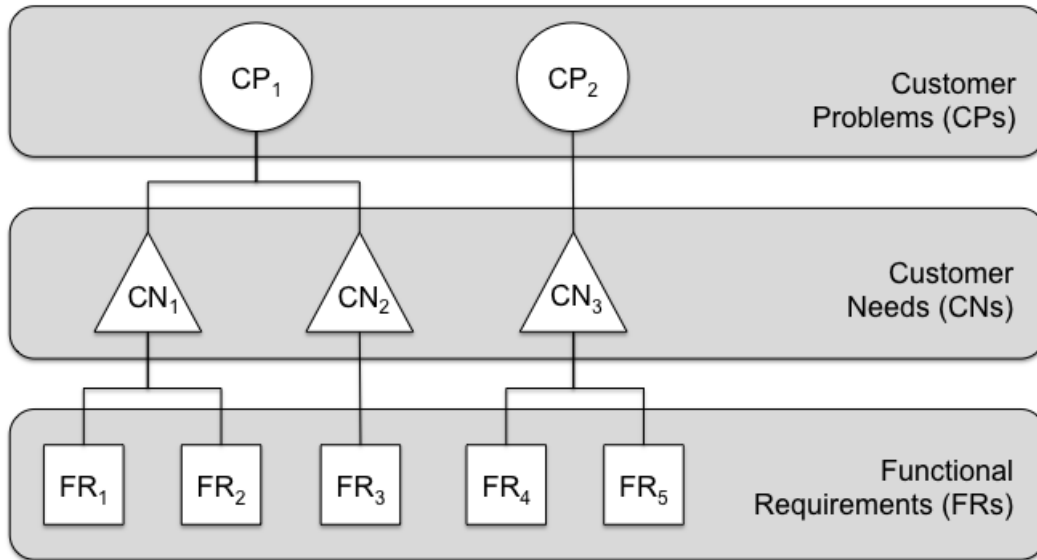 CP₁
CP₂
Customer
Problems (CPs)
CN₁
CN₂
CN₃
Customer
Needs (CNs)
FR₁
FR₂
FR₃
FR₄
FR₅
Functional
Requirements (FRs)